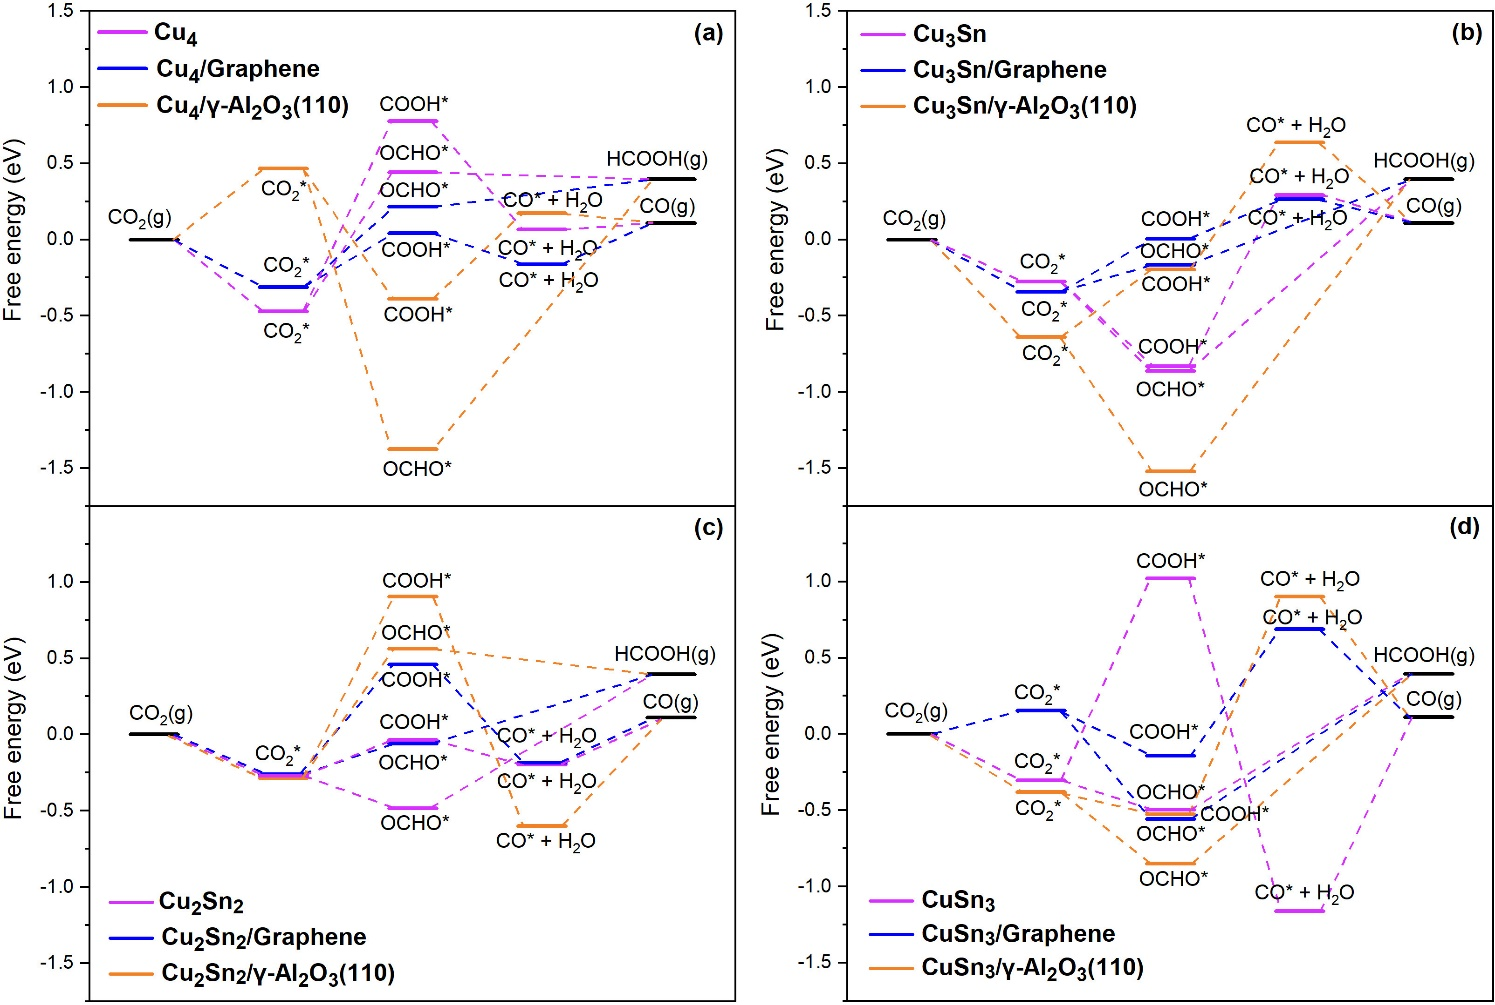 Free energy (eV)
1.5
1.0
0.5
0.0
-0.5
-1.0
-1.5
(a)
Cu4
Cu4/Graphene
Cu4/γ-Al2O3(110)
COOH*
OCHO*
HCOOH(g)
CO2*
OCHO*
CO* + H2O
CO(g)
CO2(g)
COOH*
CO* + H2O
CO2*
CO* + H2O
COOH*
CO2*
OCHO*
Free energy (eV)
1.5
1.0
0.5
0.0
-0.5
-1.0
-1.5
(b)
Cu3Sn
Cu3Sn/Graphene
Cu3Sn/γ-Al2O3(110)
CO* + H2O
HCOOH(g)
CO* + H2O
CO(g)
CO2(g)
COOH*
CO* + H2O
OCHO*
CO2*
COOH*
CO2*
COOH*
CO2*
OCHO*
OCHO*
Free energy (eV)
1.0
0.5
0.0
-0.5
-1.0
-1.5
(c)
COOH*
OCHO*
HCOOH(g)
COOH*
CO(g)
CO2(g)
COOH*
CO* + H2O
CO2*
OCHO*
CO* + H2O
OCHO*
CO* + H2O
Cu2Sn2
Cu2Sn2/Graphene
Cu2Sn2/γ-Al2O3(110)
Free energy (eV)
1.0
0.5
0.0
-0.5
-1.0
-1.5
(d)
COOH*
CO* + H2O
CO* + H2O
HCOOH(g)
CO2*
CO(g)
CO2(g)
COOH*
CO2*
OCHO*
CO2*
COOH*
OCHO*
OCHO*
CO* + H2O
CuSn3
CuSn3/Graphene
CuSn3/γ-Al2O3(110)